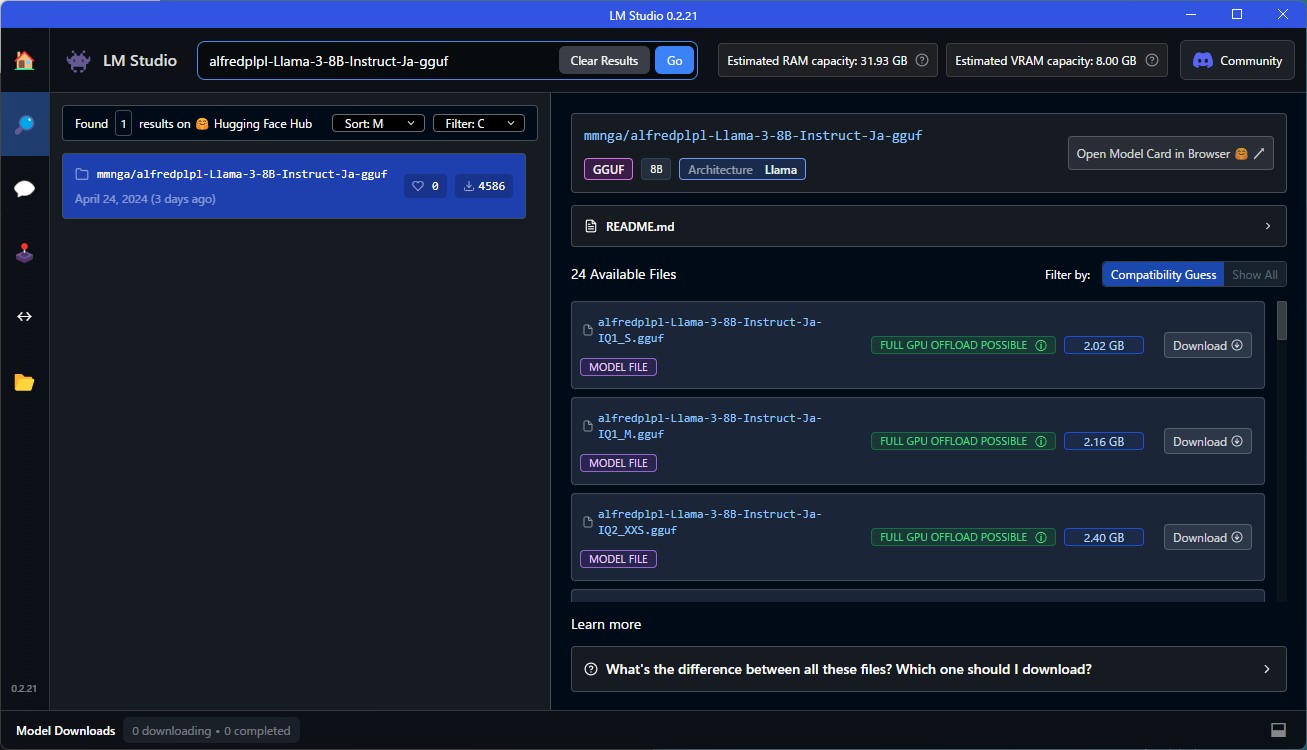 LM Studio 0.2.21
LM Studio
alfredplpl-Llama-3-8B-Instruct-Ja-gguf
Clear Results
Go
Estimated RAM capacity: 31.93 GB
Estimated VRAM capacity: 8.00 GB
Community
Found 1 results on Hugging Face Hub
Sort: M
Filter: C
mmnga/alfredplpl-Llama-3-8B-Instruct-Ja-gguf
0
4586
April 24, 2024 (3 days ago)
mmnga/alfredplpl-Llama-3-8B-Instruct-Ja-gguf
GGUF
8B
Architecture Llama
Open Model Card in Browser
README.md
24 Available Files
Filter by:
Compatibility Guess
Show All
alfredplpl-Llama-3-8B-Instruct-Ja-
IQ1_S.gguf
MODEL FILE
FULL GPU OFFLOAD POSSIBLE
2.02 GB
Download
alfredplpl-Llama-3-8B-Instruct-Ja-
IQ1_M.gguf
MODEL FILE
FULL GPU OFFLOAD POSSIBLE
2.16 GB
Download
alfredplpl-Llama-3-8B-Instruct-Ja-
IQ2_XXS.gguf
MODEL FILE
FULL GPU OFFLOAD POSSIBLE
2.40 GB
Download
Learn more
What's the difference between all these files? Which one should I download?
0.2.21
Model Downloads
0 downloading • 0 completed